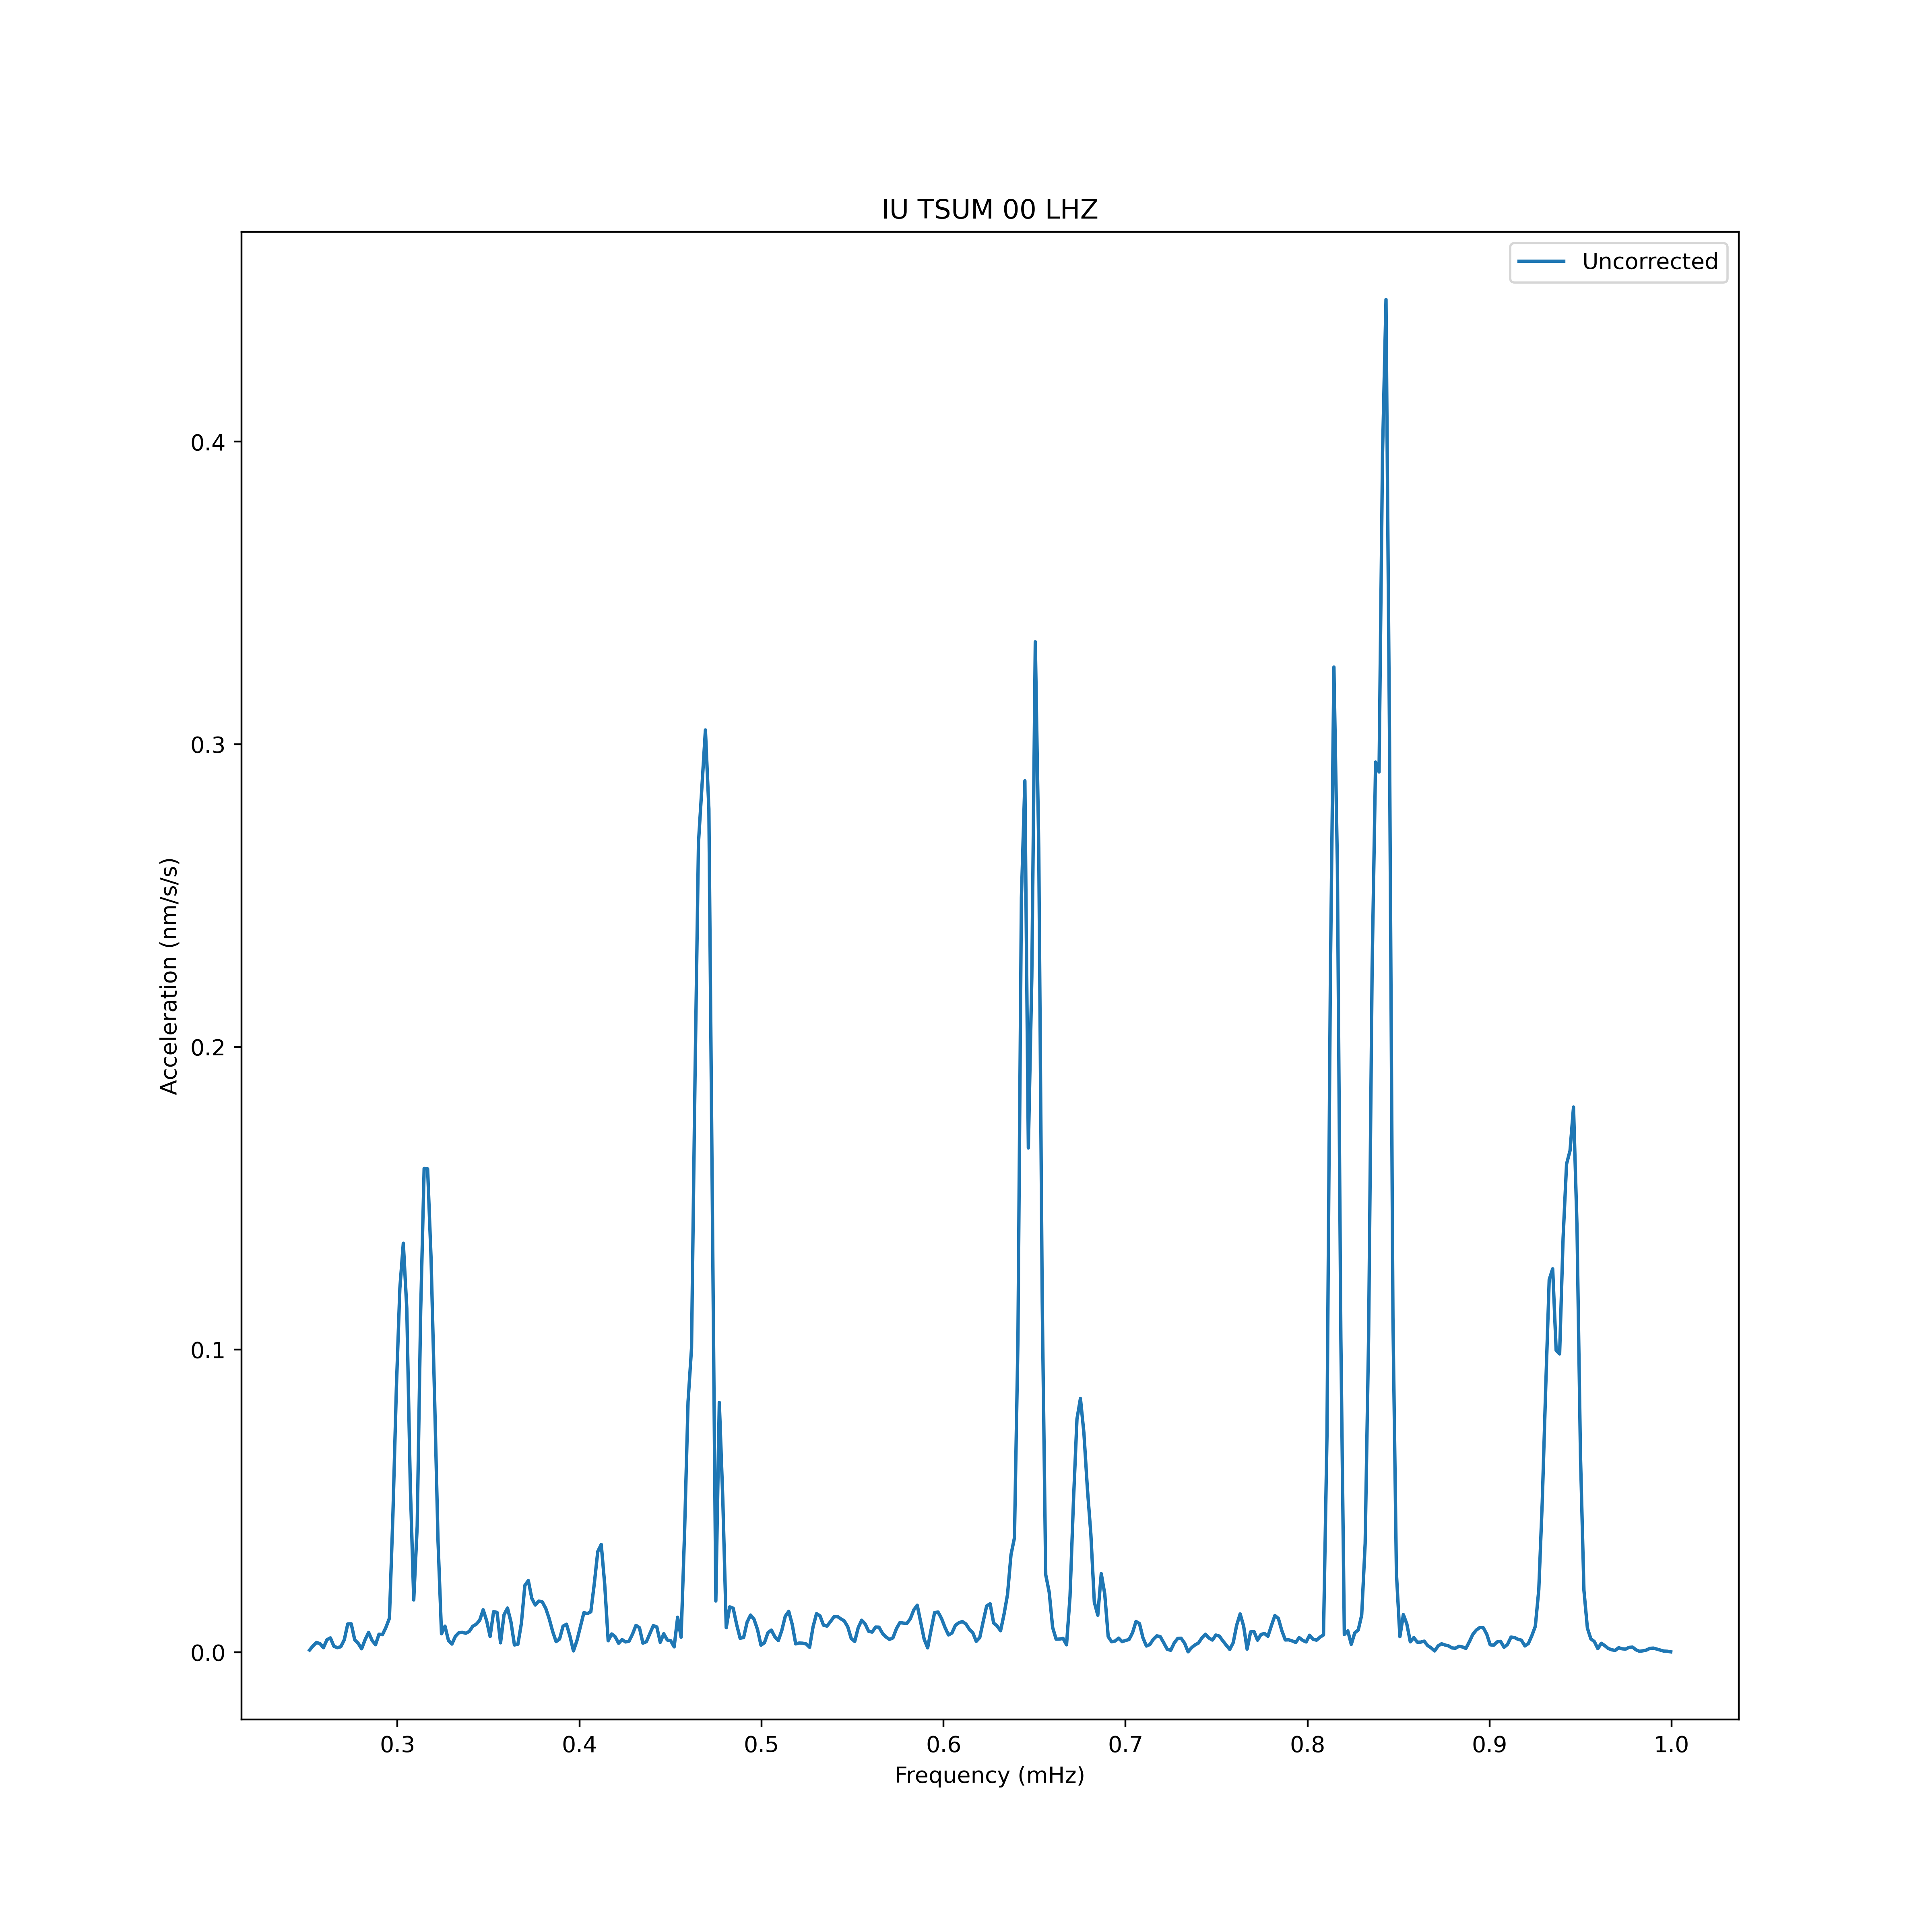 IU TSUM 00 LHZ
Uncorrected
Acceleration (nm/s/s)
0.4
0.3
0.2
0.1
0.0
0.3 0.4 0.5 0.6 0.7 0.8 0.9 1.0
Frequency (mHz)